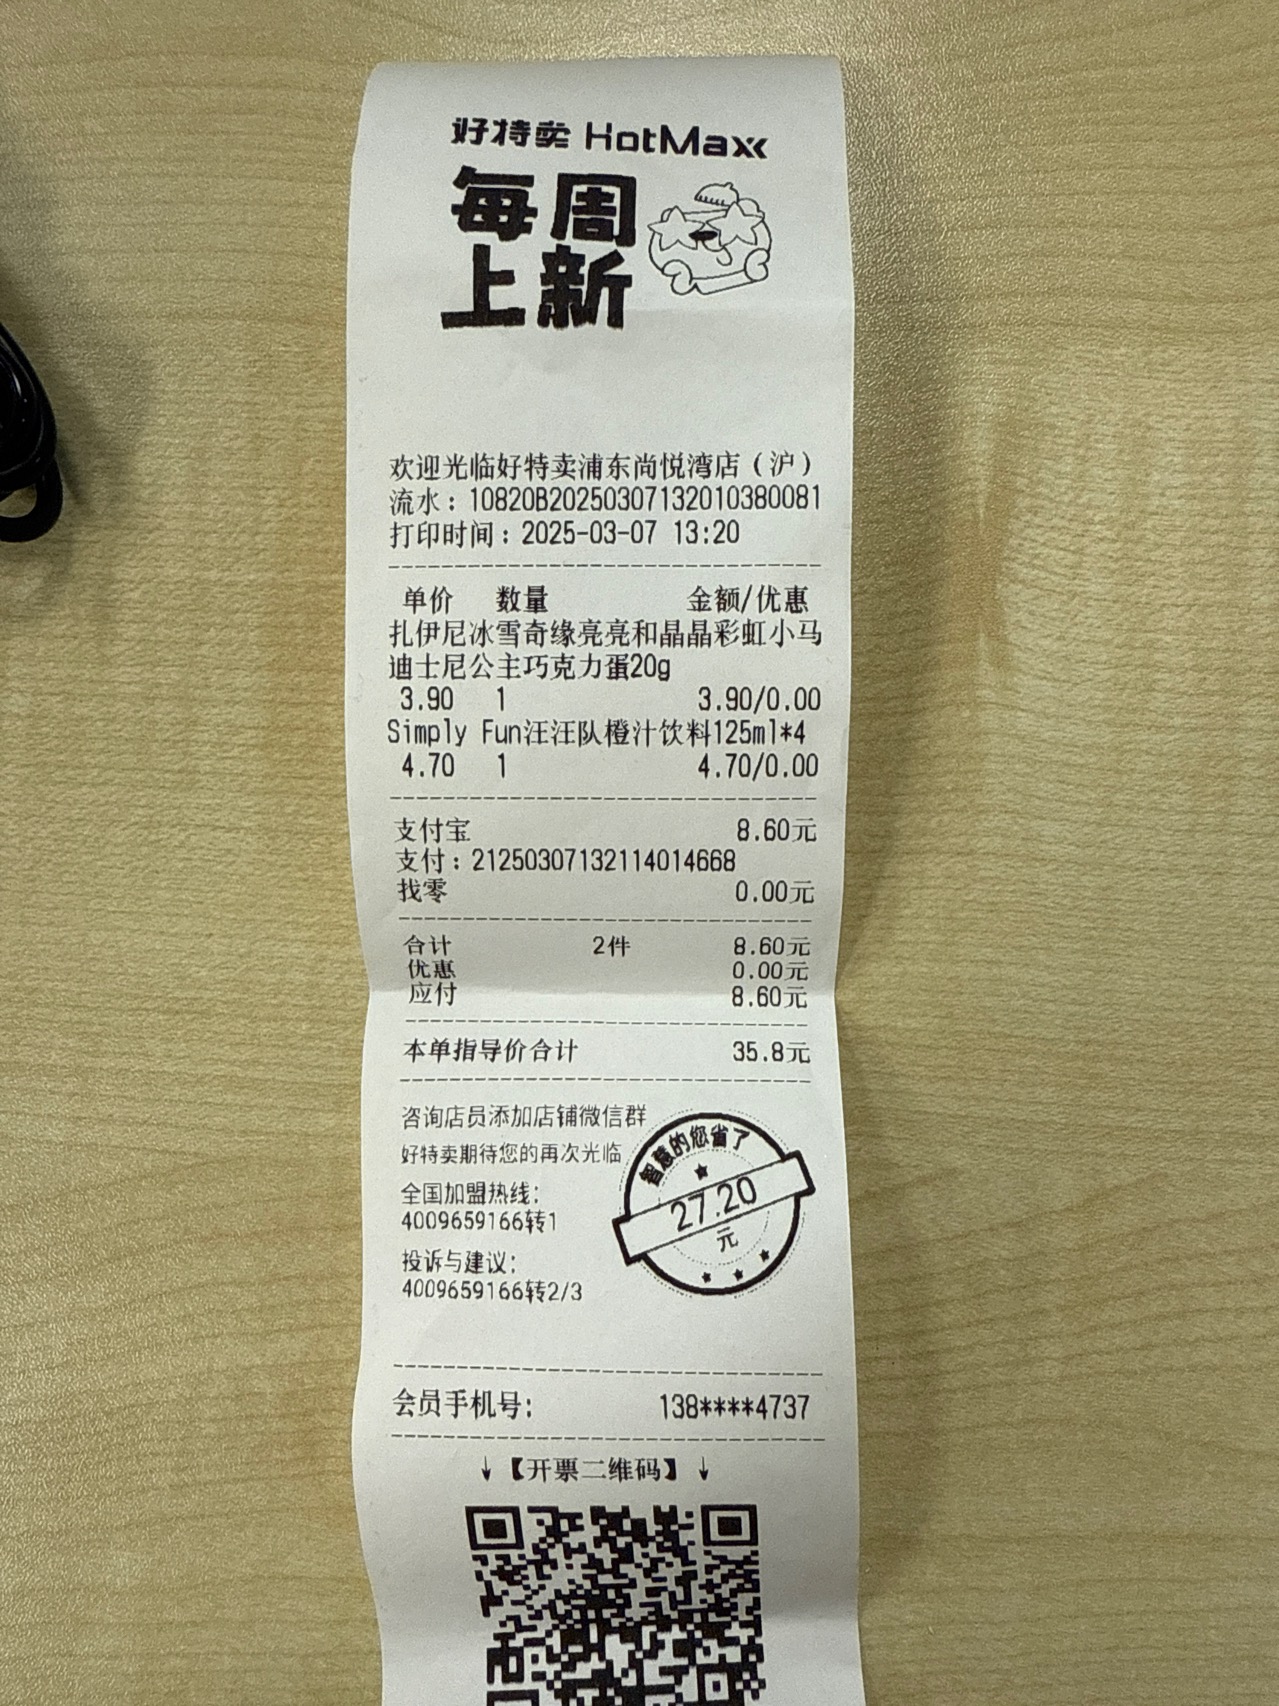 好特卖 HotMaxx
每周
上新
欢迎光临好特卖浦东尚悦湾店（沪）
流水：10820B20250307132010380081
打印时间：2025-03-07 13:20
单价 数量 金额/优惠
扎伊尼冰雪奇缘亮亮和晶晶彩虹小马
迪士尼公主巧克力蛋20g
3.90 1 3.90/0.00
Simply Fun汪汪队橙汁饮料125ml*4
4.70 1 4.70/0.00
支付宝 8.60元
支付：21250307132114014668
找零 0.00元
合计 2件 8.60元
优惠 0.00元
应付 8.60元
本单指导价合计 35.8元
咨询店员添加店铺微信群
好特卖期待您的再次光临
全国加盟热线：
4009659166转1
投诉与建议：
4009659166转2/3
智慧的您省了
27.20
元
会员手机号： 138****4737
↓【开票二维码】↓